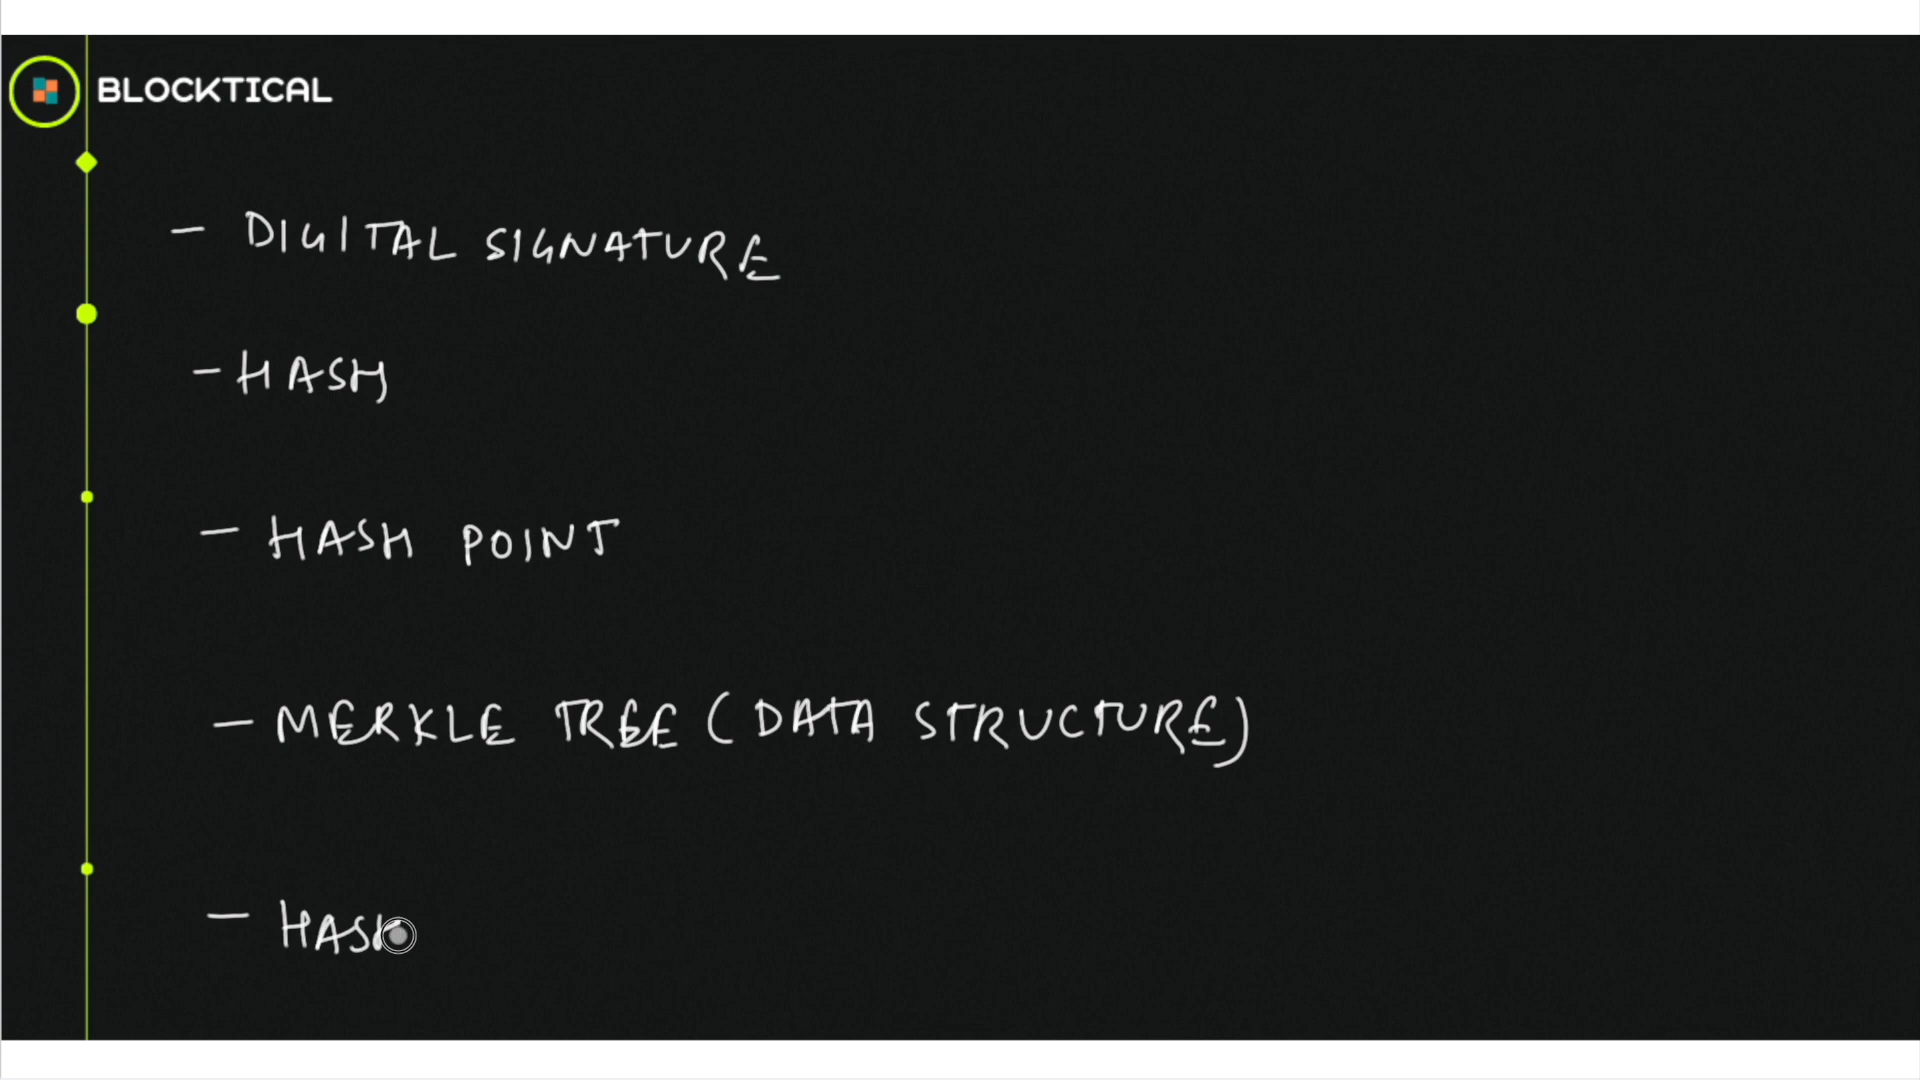 BLOCKTICAL
- DIGITAL SIGNATURE
- HASH
- HASH POINT
- MERKLE TREE (DATA STRUCTURE)
- HASH